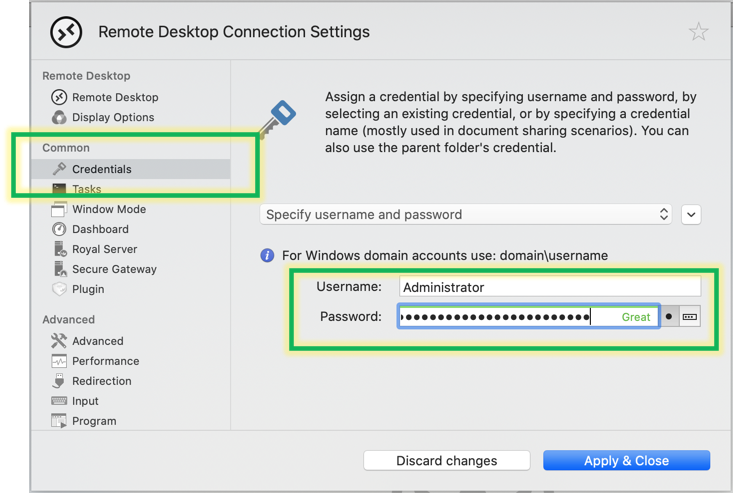 Remote Desktop Connection Settings
Remote Desktop
Remote Desktop
Display Options
Common
Credentials
Tasks
Window Mode
Dashboard
Royal Server
Secure Gateway
Plugin
Advanced
Advanced
Performance
Redirection
Input
Program
Assign a credential by specifying username and password, by
selecting an existing credential, or by specifying a credential
name (mostly used in document sharing scenarios). You can
also use the parent folder's credential.
Specify username and password
For Windows domain accounts use: domain\username
Username: Administrator
Password: Great
Discard changes
Apply & Close